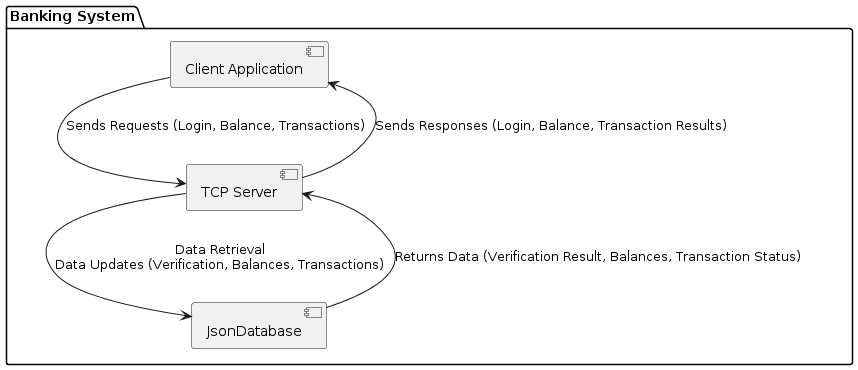 Banking System
Client Application
Sends Requests (Login, Balance, Transactions)
Sends Responses (Login, Balance, Transaction Results)
TCP Server
Data Retrieval
Data Updates (Verification, Balances, Transactions)
Returns Data (Verification Result, Balances, Transaction Status)
JsonDatabase